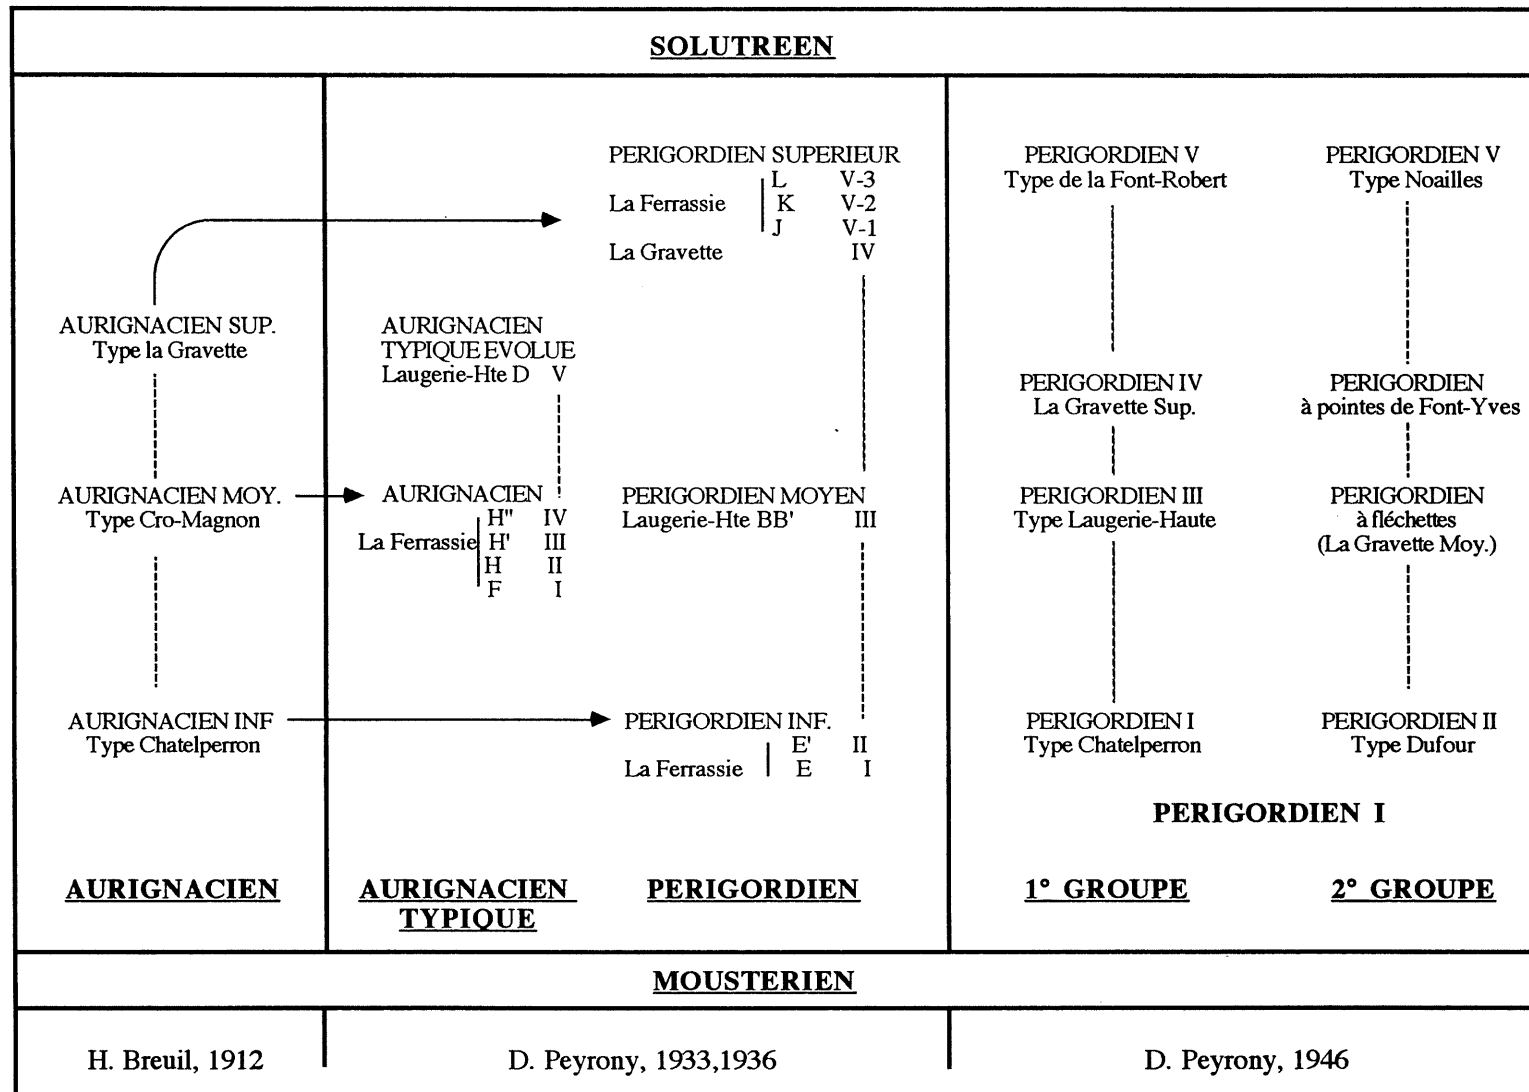 SOLUTREEN
AURIGNACIEN SUP.
Type la Gravette
AURIGNACIEN MOY.
Type Cro-Magnon
AURIGNACIEN INF
Type Chatelperron
AURIGNACIEN
AURIGNACIEN
TYPIQUE EVOLUE
Laugerie-Hte D V
AURIGNACIEN
H" IV
La Ferrassie H' III
H II
F I
AURIGNACIEN
TYPIQUE
PERIGORDIEN SUPERIEUR
L V-3
La Ferrassie K V-2
J V-1
La Gravette IV
PERIGORDIEN MOYEN
Laugerie-Hte BB' III
PERIGORDIEN INF.
E' II
La Ferrassie E I
PERIGORDIEN
PERIGORDIEN V
Type de la Font-Robert
PERIGORDIEN IV
La Gravette Sup.
PERIGORDIEN III
Type Laugerie-Haute
PERIGORDIEN I
Type Chatelperron
PERIGORDIEN V
Type Noailles
PERIGORDIEN
à pointes de Font-Yves
PERIGORDIEN
à fléchettes
(La Gravette Moy.)
PERIGORDIEN II
Type Dufour
PERIGORDIEN I
1° GROUPE
2° GROUPE
MOUSTERIEN
H. Breuil, 1912
D. Peyrony, 1933,1936
D. Peyrony, 1946